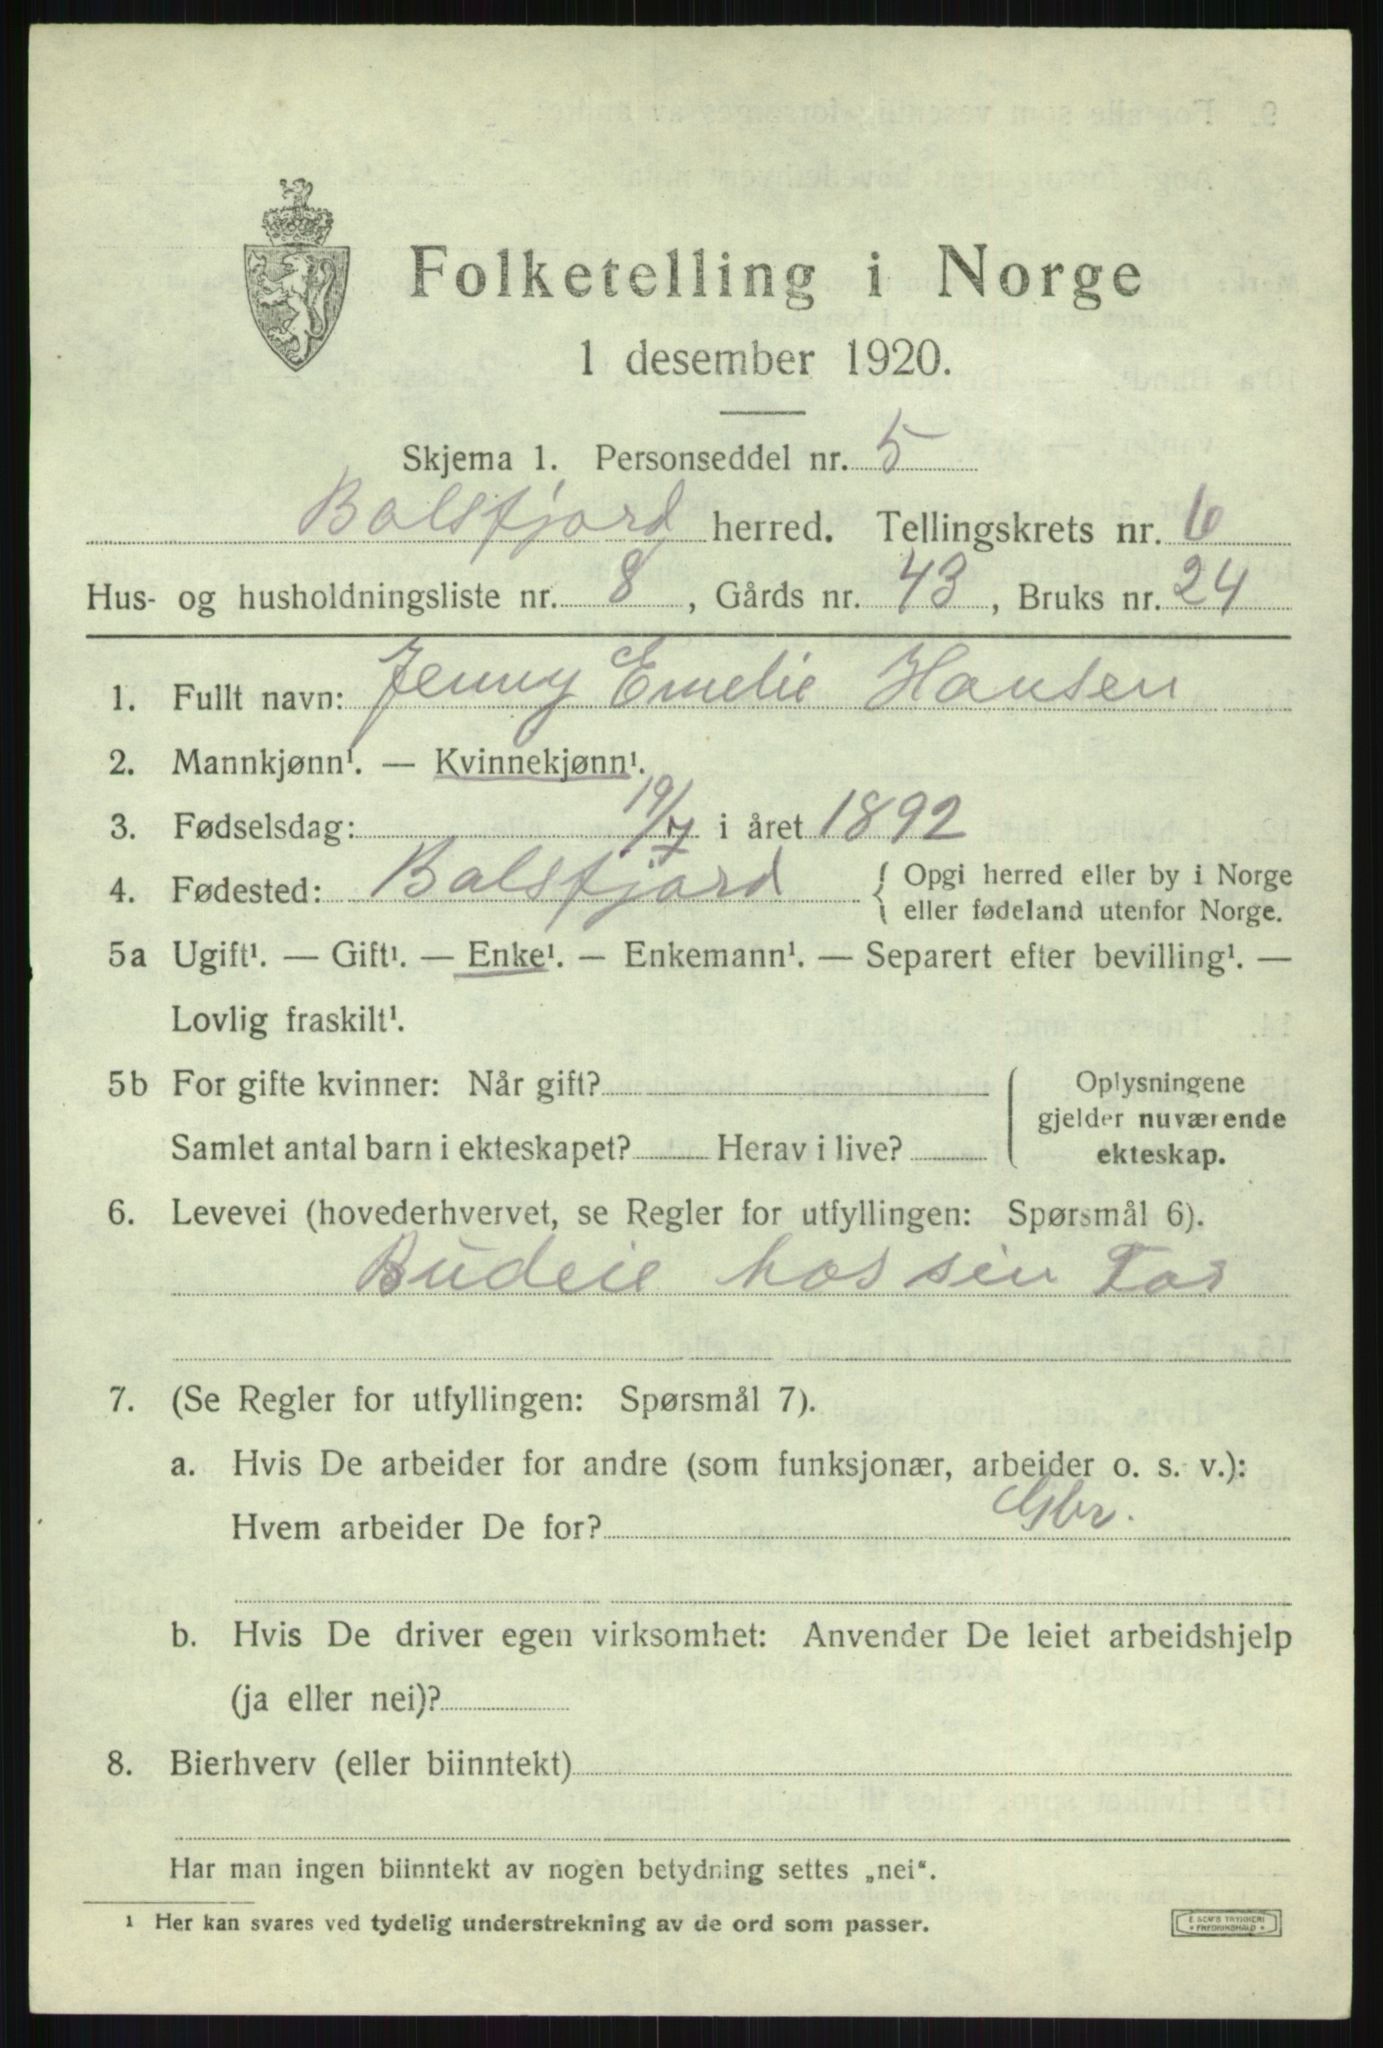 Folketelling i Norge
1 desember 1920.
Skjema 1. Personseddel nr. 5
Balsfjord herred. Tellingskrets nr. 6
Hus- og husholdningsliste nr. 8, Gårds nr. 43, Bruks nr. 24
1. Fullt navn: Jenny Emelie Hansen
2. Mannkjønn¹. — Kvinnekjønn¹.
3. Fødselsdag: 19/7 i året 1892
4. Fødested: Balsfjord { Opgi herred eller by i Norge
eller fødeland utenfor Norge.
5a Ugift¹. — Gift¹. — Enke¹. — Enkemann¹. — Separert efter bevilling¹. —
Lovlig fraskilt¹.
5b For gifte kvinner: Når gift?
Samlet antal barn i ekteskapet? Herav i live?
Oplysningene
gjelder nuværende
ekteskap.
6. Levevei (hovederhvervet, se Regler for utfyllingen: Spørsmål 6).
Budeie hos sin Far
7. (Se Regler for utfyllingen: Spørsmål 7).
a. Hvis De arbeider for andre (som funksjonær, arbeider o. s. v.):
Gbr.
Hvem arbeider De for?
b. Hvis De driver egen virksomhet: Anvender De leiet arbeidshjelp
(ja eller nei)?
8. Bierhverv (eller biinntekt)
Har man ingen biinntekt av nogen betydning settes „nei“.
¹ Her kan svares ved tydelig understrekning av de ord som passer.
E SEM'S TRYKKERI
* FREDRIKSHALD *